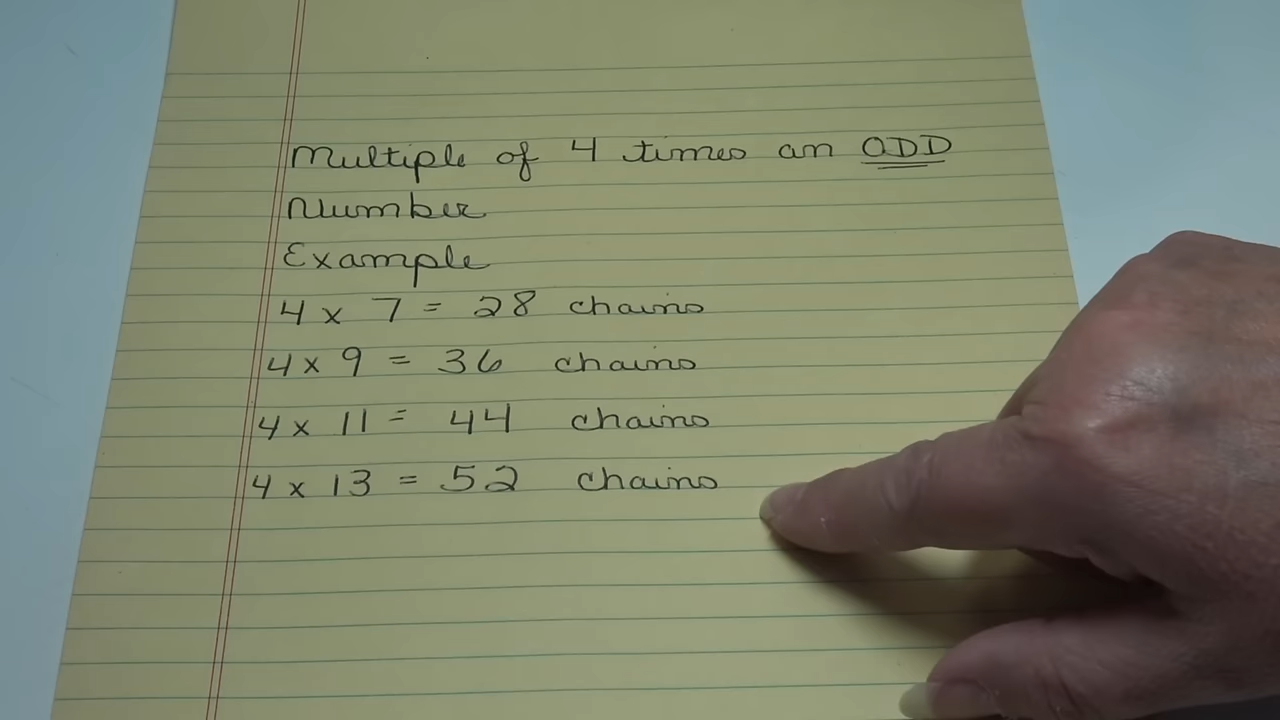 Multiple of 4 times an ODD
Number
Example
4 x 7 = 28 chains
4 x 9 = 36 chains
4 x 11 = 44 chains
4 x 13 = 52 chains